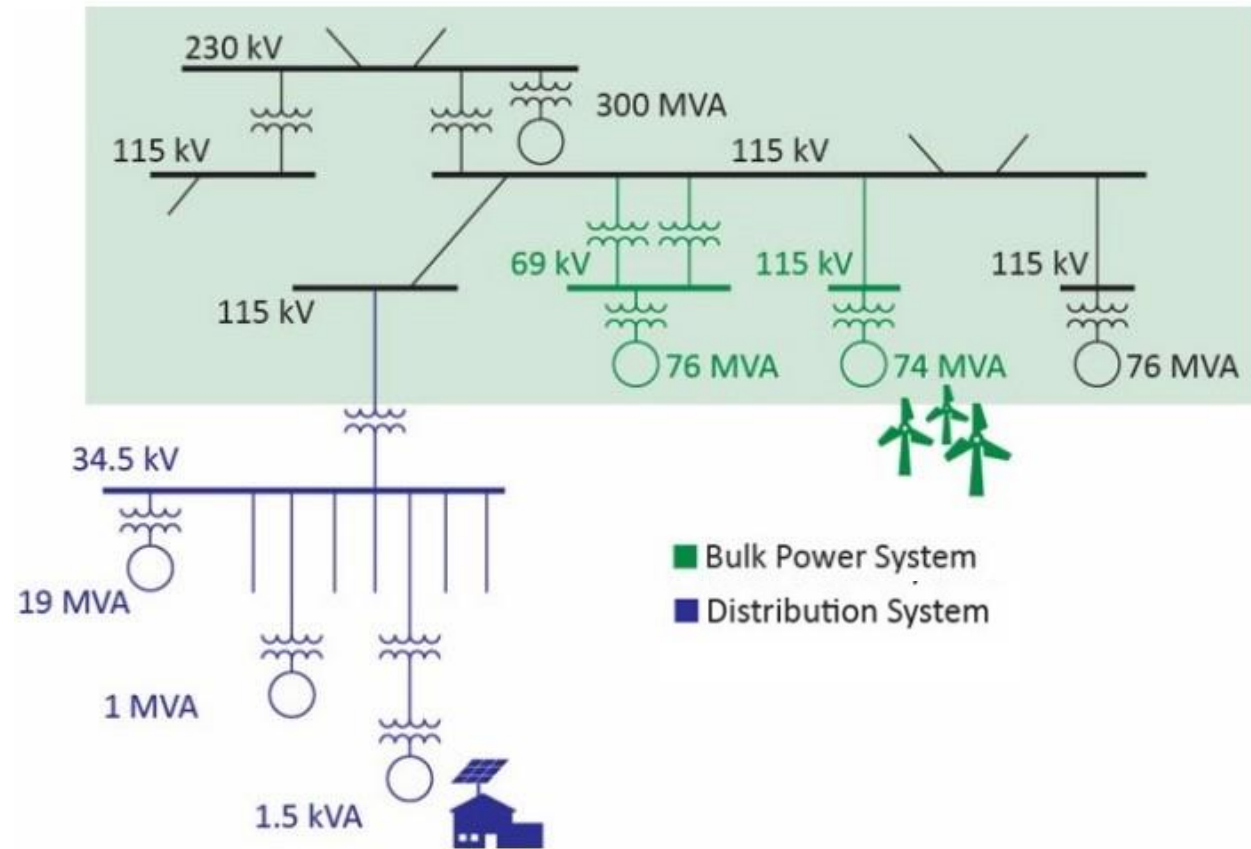 230 kV
300 MVA
115 kV
115 kV
69 kV
115 kV
115 kV
115 kV
76 MVA
74 MVA
76 MVA
34.5 kV
Bulk Power System
19 MVA
Distribution System
1 MVA
1.5 kVA